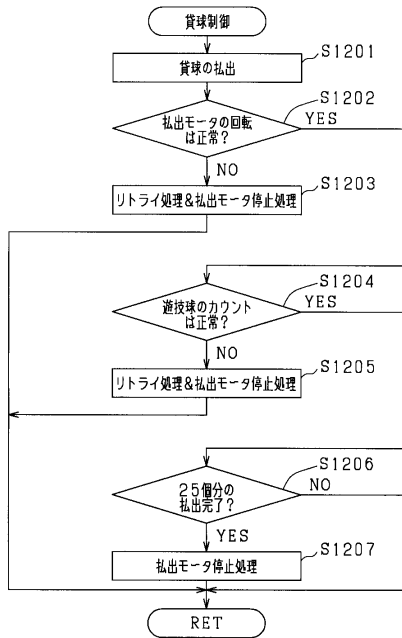 貸球制御
S1201
貸球の払出
S1202
払出モータの回転
は正常？
YES
NO
S1203
リトライ処理＆払出モータ停止処理
S1204
遊技球のカウント
は正常？
YES
NO
S1205
リトライ処理＆払出モータ停止処理
S1206
25個分の
払出完了？
NO
YES
S1207
払出モータ停止処理
RET